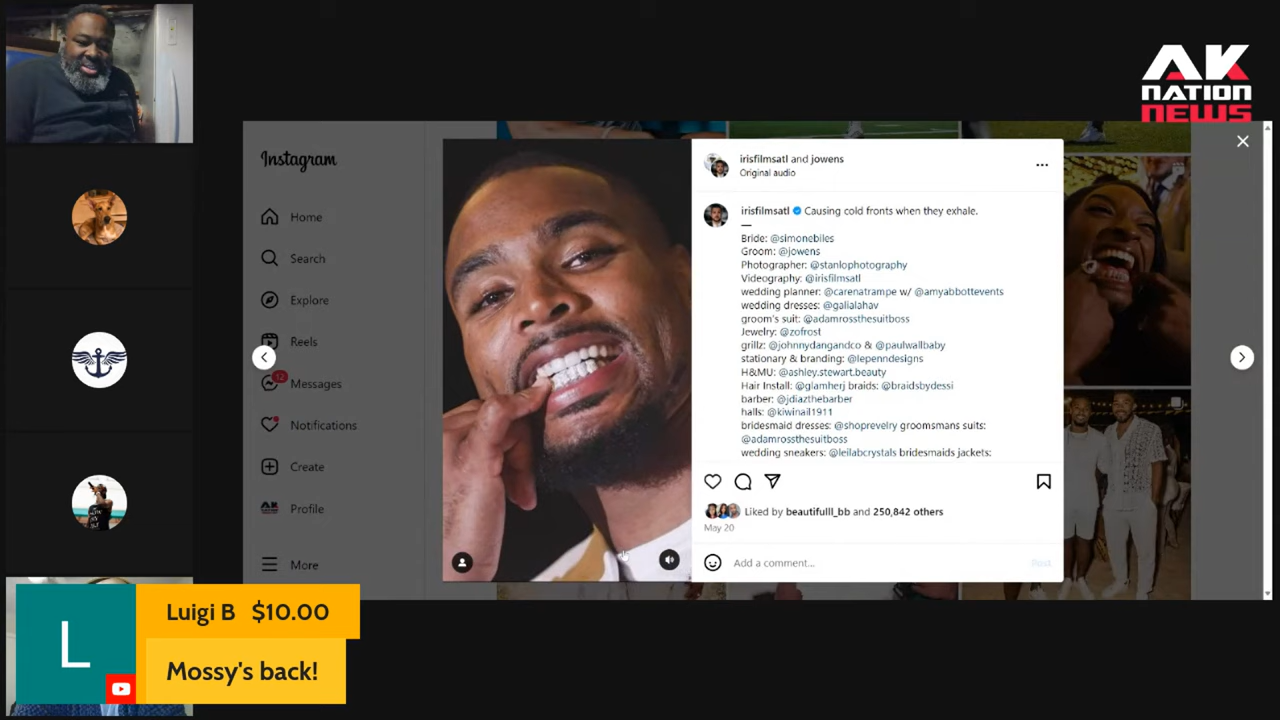 AK
NATION
NEWS
Instagram
Home
Search
Explore
Reels
12
Messages
Notifications
Create
Profile
More
irisfilmsatl and jowens
Original audio
irisfilmsatl Causing cold fronts when they exhale.
—
Bride: @simonebiles
Groom: @jowens
Photographer: @stanlophotography
Videography: @irisfilmsatl
wedding planner: @carenatrampe w/ @amyabbottevents
wedding dresses: @galialahav
groom's suit: @adamrossthesuitboss
Jewelry: @zofrost
grillz: @johnnydangandco & @paulwallbaby
stationary & branding: @lepenndesigns
H&MU: @ashley.stewart.beauty
Hair Install: @glamherj braids: @braidsbydessi
barber: @jdiazthebarber
halls: @kiwinail1911
bridesmaid dresses: @shoprevelry groomsmans suits:
@adamrossthesuitboss
wedding sneakers: @leilabcrystals bridesmaids jackets:
Liked by beautifulll_bb and 250,842 others
May 20
Add a comment...
Post
L
Luigi B $10.00
Mossy's back!